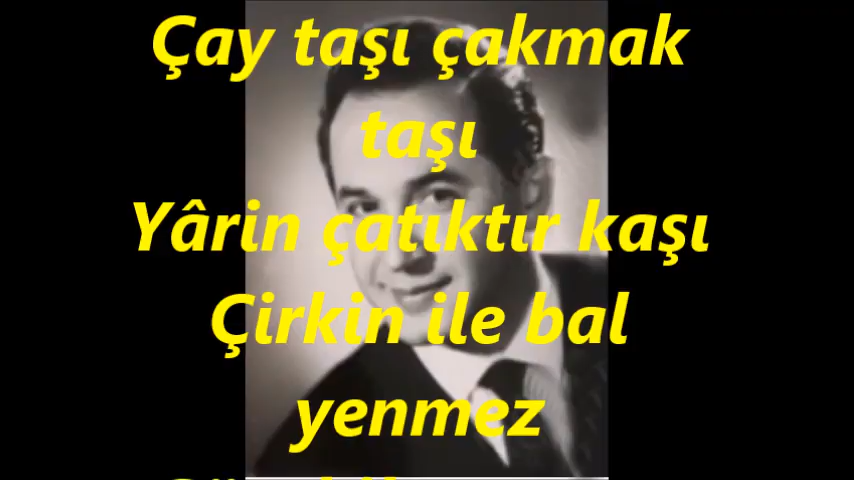 Çay taşı çakmak
taşı
Yârin çatıktır kaşı
Çirkin ile bal
yenmez